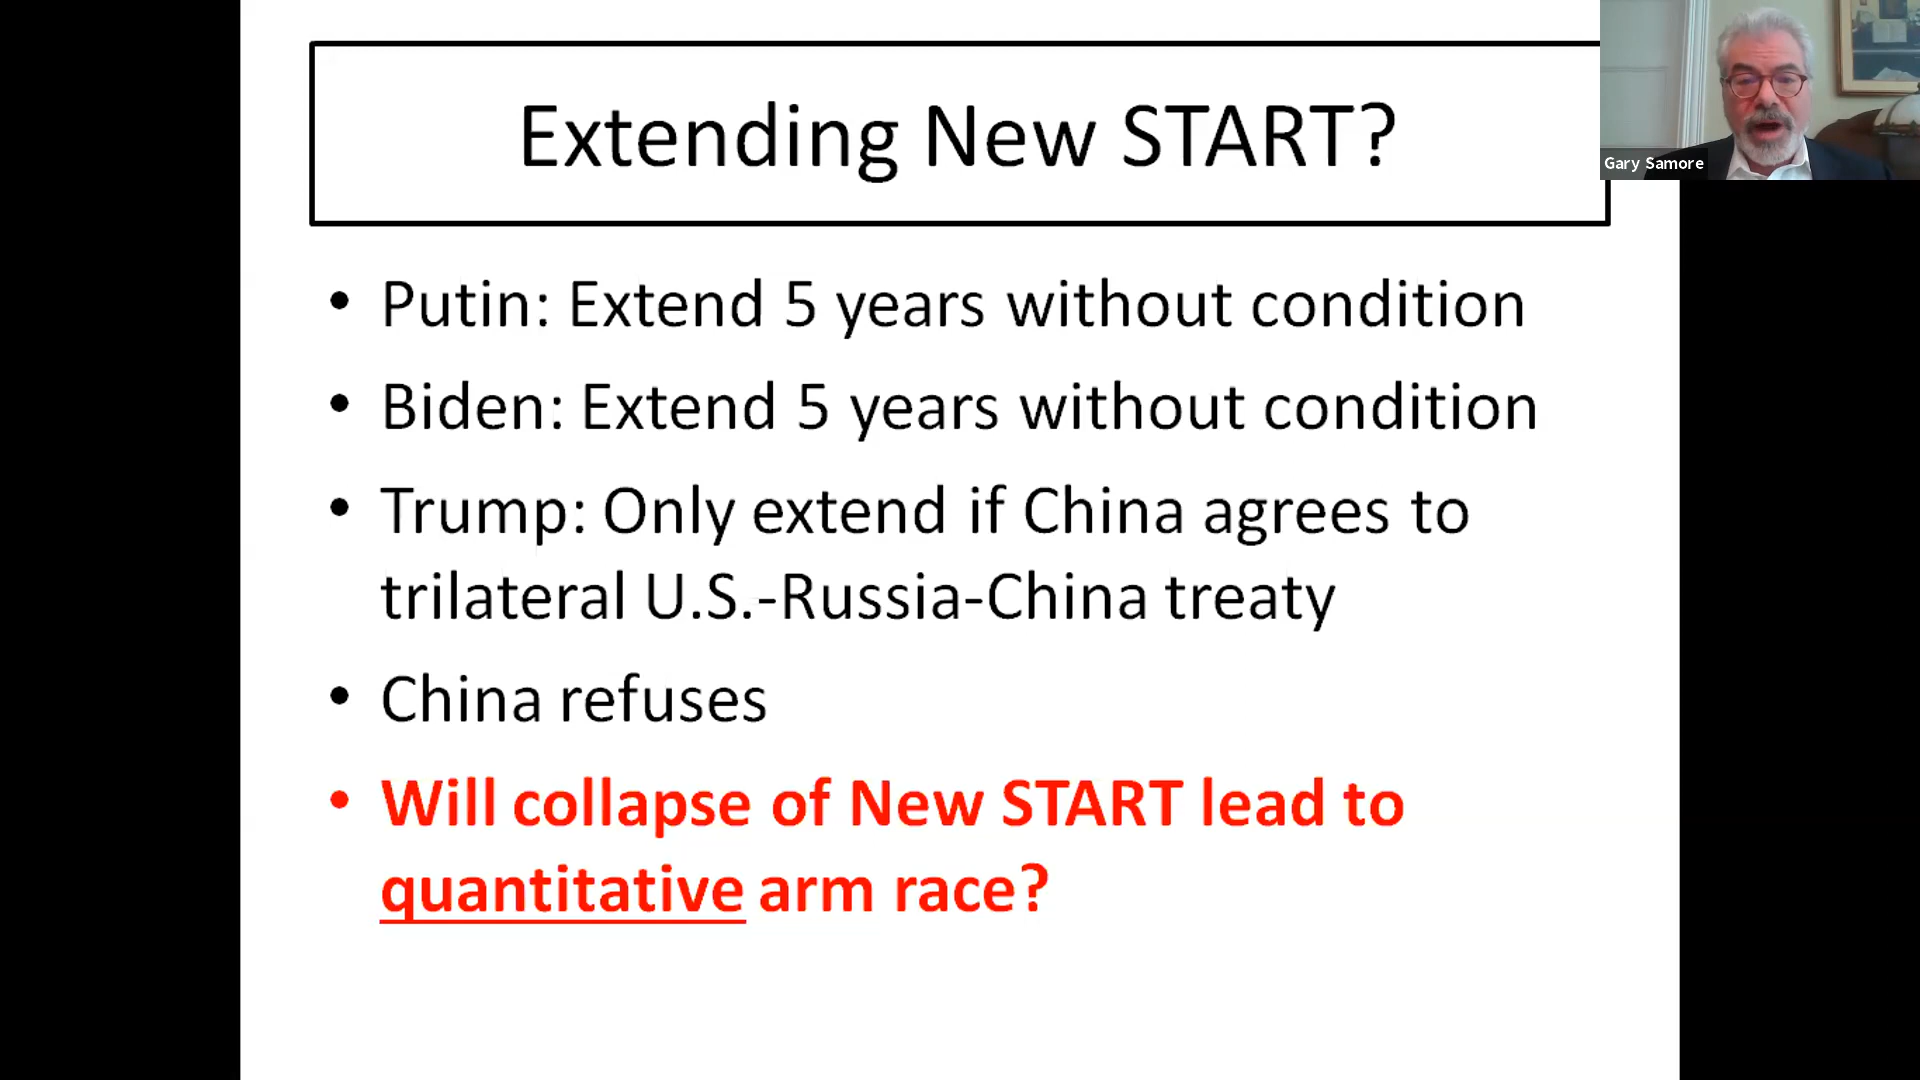 Extending New START?
Gary Samore
• Putin: Extend 5 years without condition
• Biden: Extend 5 years without condition
• Trump: Only extend if China agrees to
trilateral U.S.-Russia-China treaty
• China refuses
• Will collapse of New START lead to
quantitative arm race?